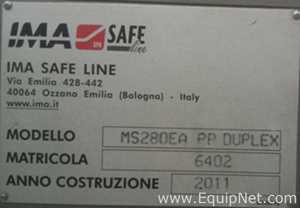 IMA SAFE
line
IMA SAFE LINE
Via Emilia 428-442
40064 Ozzano Emilia (Bologna) - Italy
www.ima.it
MODELLO MS280EA PP DUPLEX
MATRICOLA 6402
ANNO COSTRUZIONE 2011
www.EquipNet.com